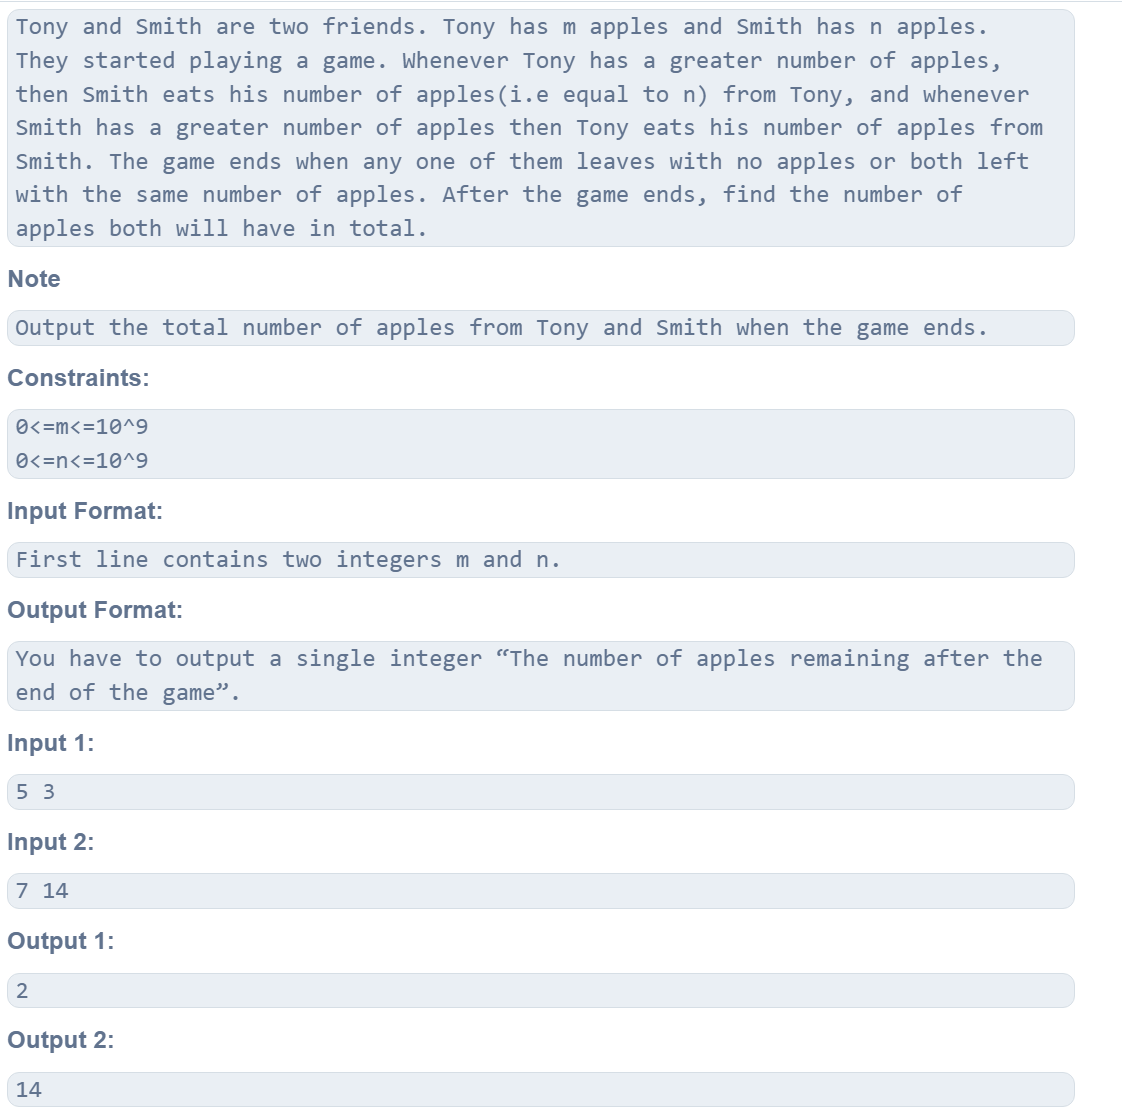 Tony and Smith are two friends. Tony has m apples and Smith has n apples.
They started playing a game. Whenever Tony has a greater number of apples,
then Smith eats his number of apples(i.e equal to n) from Tony, and whenever
Smith has a greater number of apples then Tony eats his number of apples from
Smith. The game ends when any one of them leaves with no apples or both left
with the same number of apples. After the game ends, find the number of
apples both will have in total.
Note
Output the total number of apples from Tony and Smith when the game ends.
Constraints:
0<=m<=10^9
0<=n<=10^9
Input Format:
First line contains two integers m and n.
Output Format:
You have to output a single integer “The number of apples remaining after the
end of the game”.
Input 1:
5 3
Input 2:
7 14
Output 1:
2
Output 2:
14